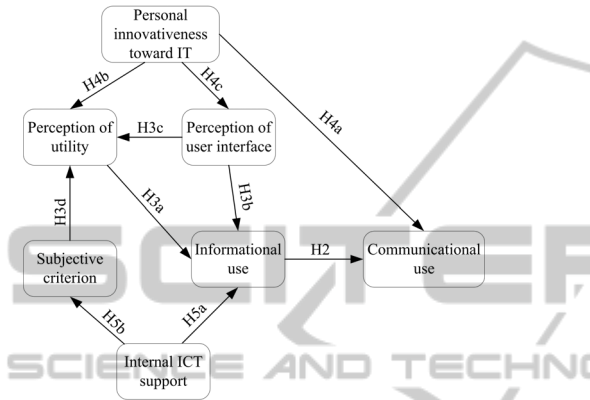 Personal
innovativeness
toward IT
H4b
H4c
H4a
Perception of
utility
H3c
Perception of
user interface
H3d
H3a
H3b
Subjective
criterion
Informational
use
H2
Communicational
use
H5b
H5a
Internal ICT
support
SCITEP
SCIENCE AND TECHNO